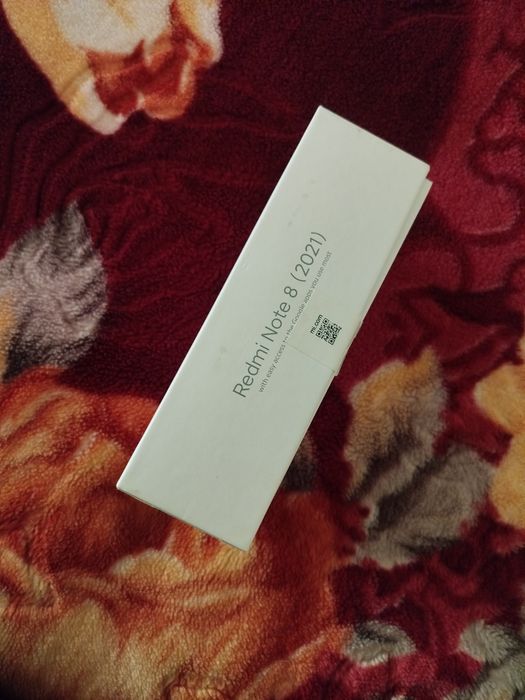 Redmi Note 8 (2021)
with easy access to the Google apps you use most
mi.com